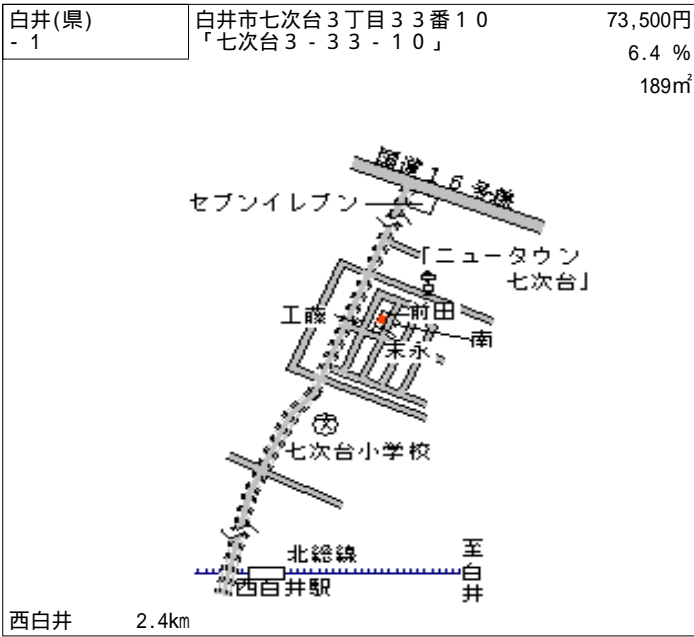 白井(県)
- 1
白井市七次台３丁目３３番１０
「七次台３－３３－１０」
73,500円
6.4 %
189㎡
国道１６号線
セブンイレブン
「ニュータウン
七次台」
前田
工藤
南
末永
七次台小学校
北総線
至白井
西白井駅
西白井 2.4km